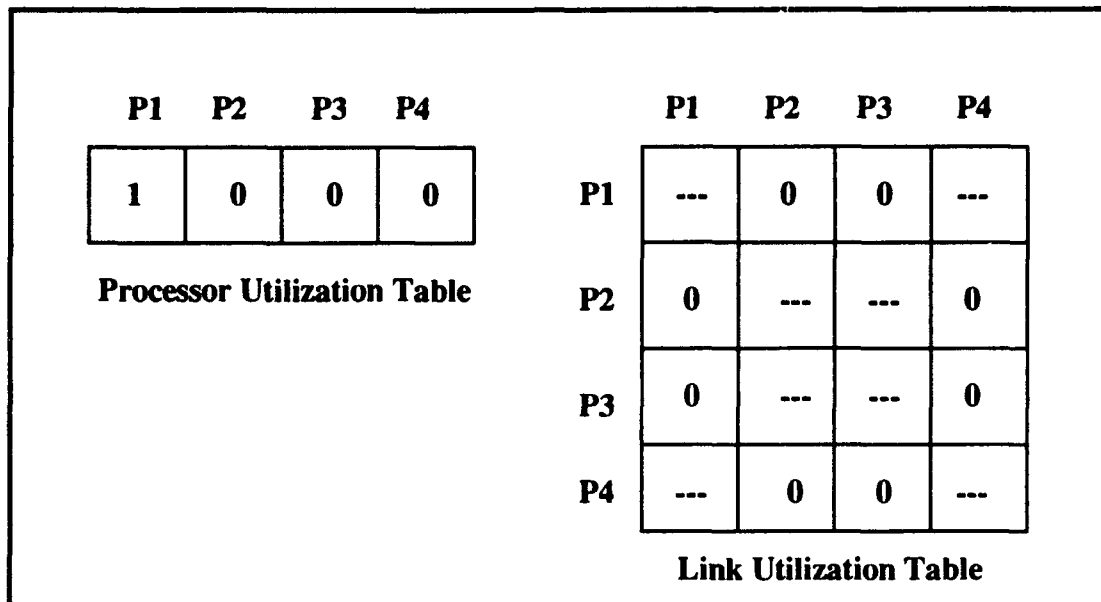 P1 P2 P3 P4
1 0 0 0
Processor Utilization Table
P1 P2 P3 P4
P1 --- 0 0 ---
P2 0 --- --- 0
P3 0 --- --- 0
P4 --- 0 0 ---
Link Utilization Table